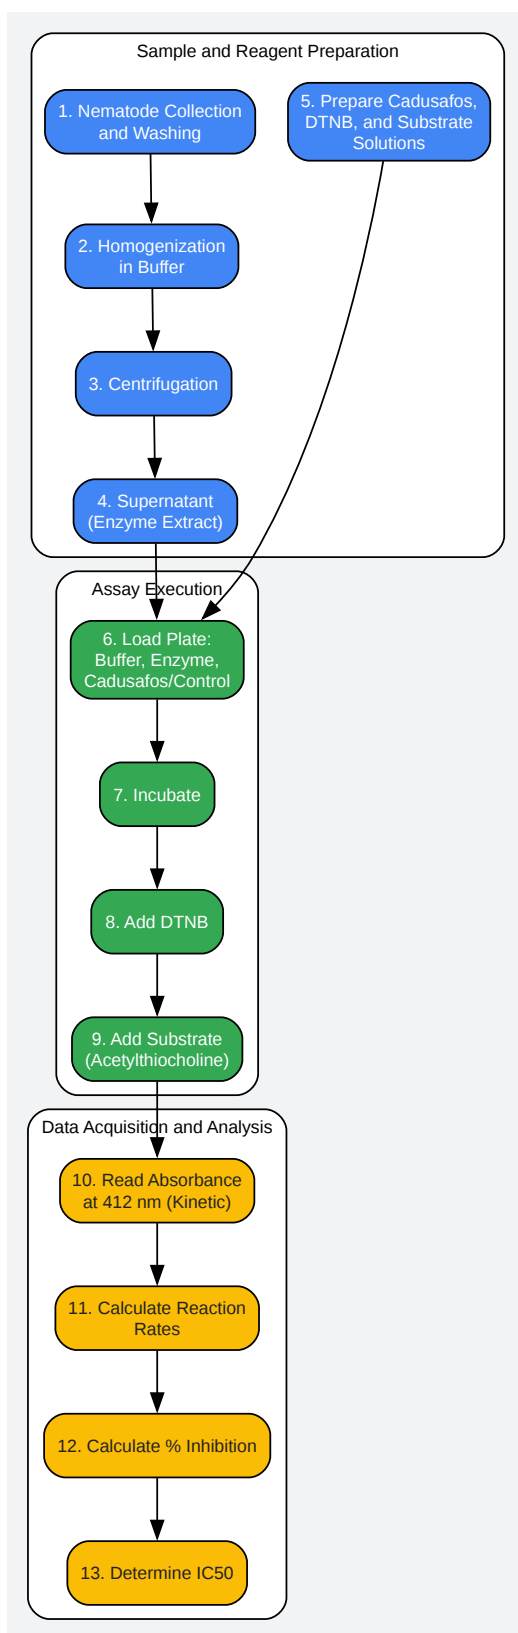 Sample and Reagent Preparation
1. Nematode Collection
and Washing
5. Prepare Cadusafos,
DTNB, and Substrate
Solutions
2. Homogenization
in Buffer
3. Centrifugation
4. Supernatant
(Enzyme Extract)
Assay Execution
6. Load Plate:
Buffer, Enzyme,
Cadusafos/Control
7. Incubate
8. Add DTNB
9. Add Substrate
(Acetylthiocholine)
Data Acquisition and Analysis
10. Read Absorbance
at 412 nm (Kinetic)
11. Calculate Reaction
Rates
12. Calculate % Inhibition
13. Determine IC50